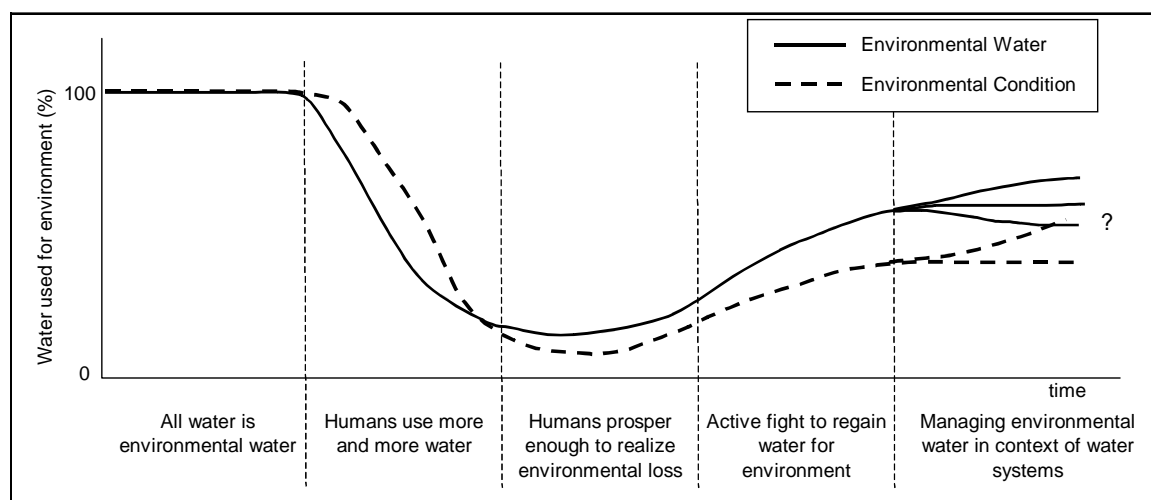 Environmental Water
Environmental Condition
Water used for environment (%)
100
0
?
time
All water is
environmental water
Humans use more
and more water
Humans prosper
enough to realize
environmental loss
Active fight to regain
water for
environment
Managing environmental
water in context of water
systems